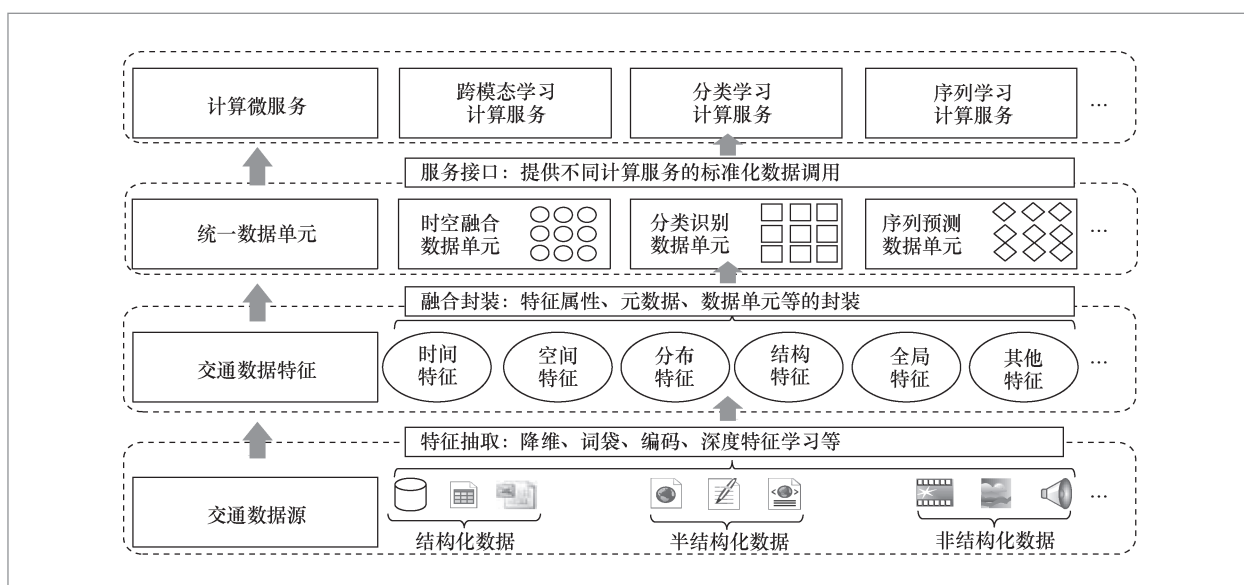 计算微服务
跨模态学习
计算服务
分类学习
计算服务
序列学习
计算服务
…
服务接口：提供不同计算服务的标准化数据调用
统一数据单元
时空融合
数据单元
分类识别
数据单元
序列预测
数据单元
…
融合封装：特征属性、元数据、数据单元等的封装
交通数据特征
时间
特征
空间
特征
分布
特征
结构
特征
全局
特征
其他
特征
…
特征抽取：降维、词袋、编码、深度特征学习等
交通数据源
…
结构化数据
半结构化数据
非结构化数据